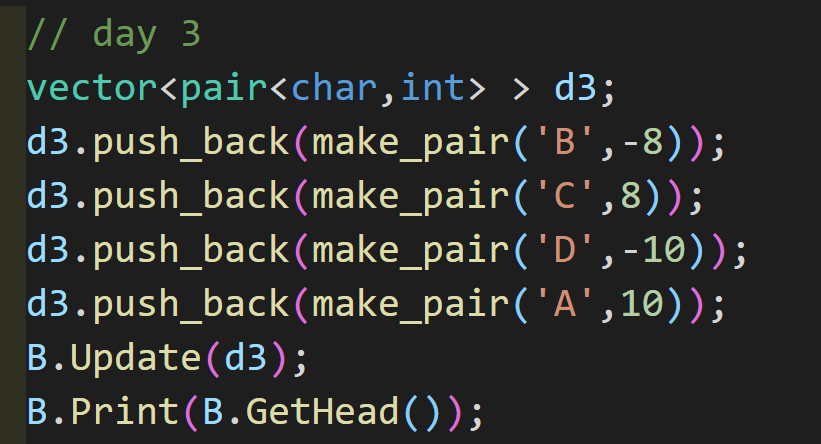 // day 3
vector<pair<char,int> > d3;
d3.push_back(make_pair('B',-8));
d3.push_back(make_pair('C',8));
d3.push_back(make_pair('D',-10));
d3.push_back(make_pair('A',10));
B.Update(d3);
B.Print(B.GetHead());